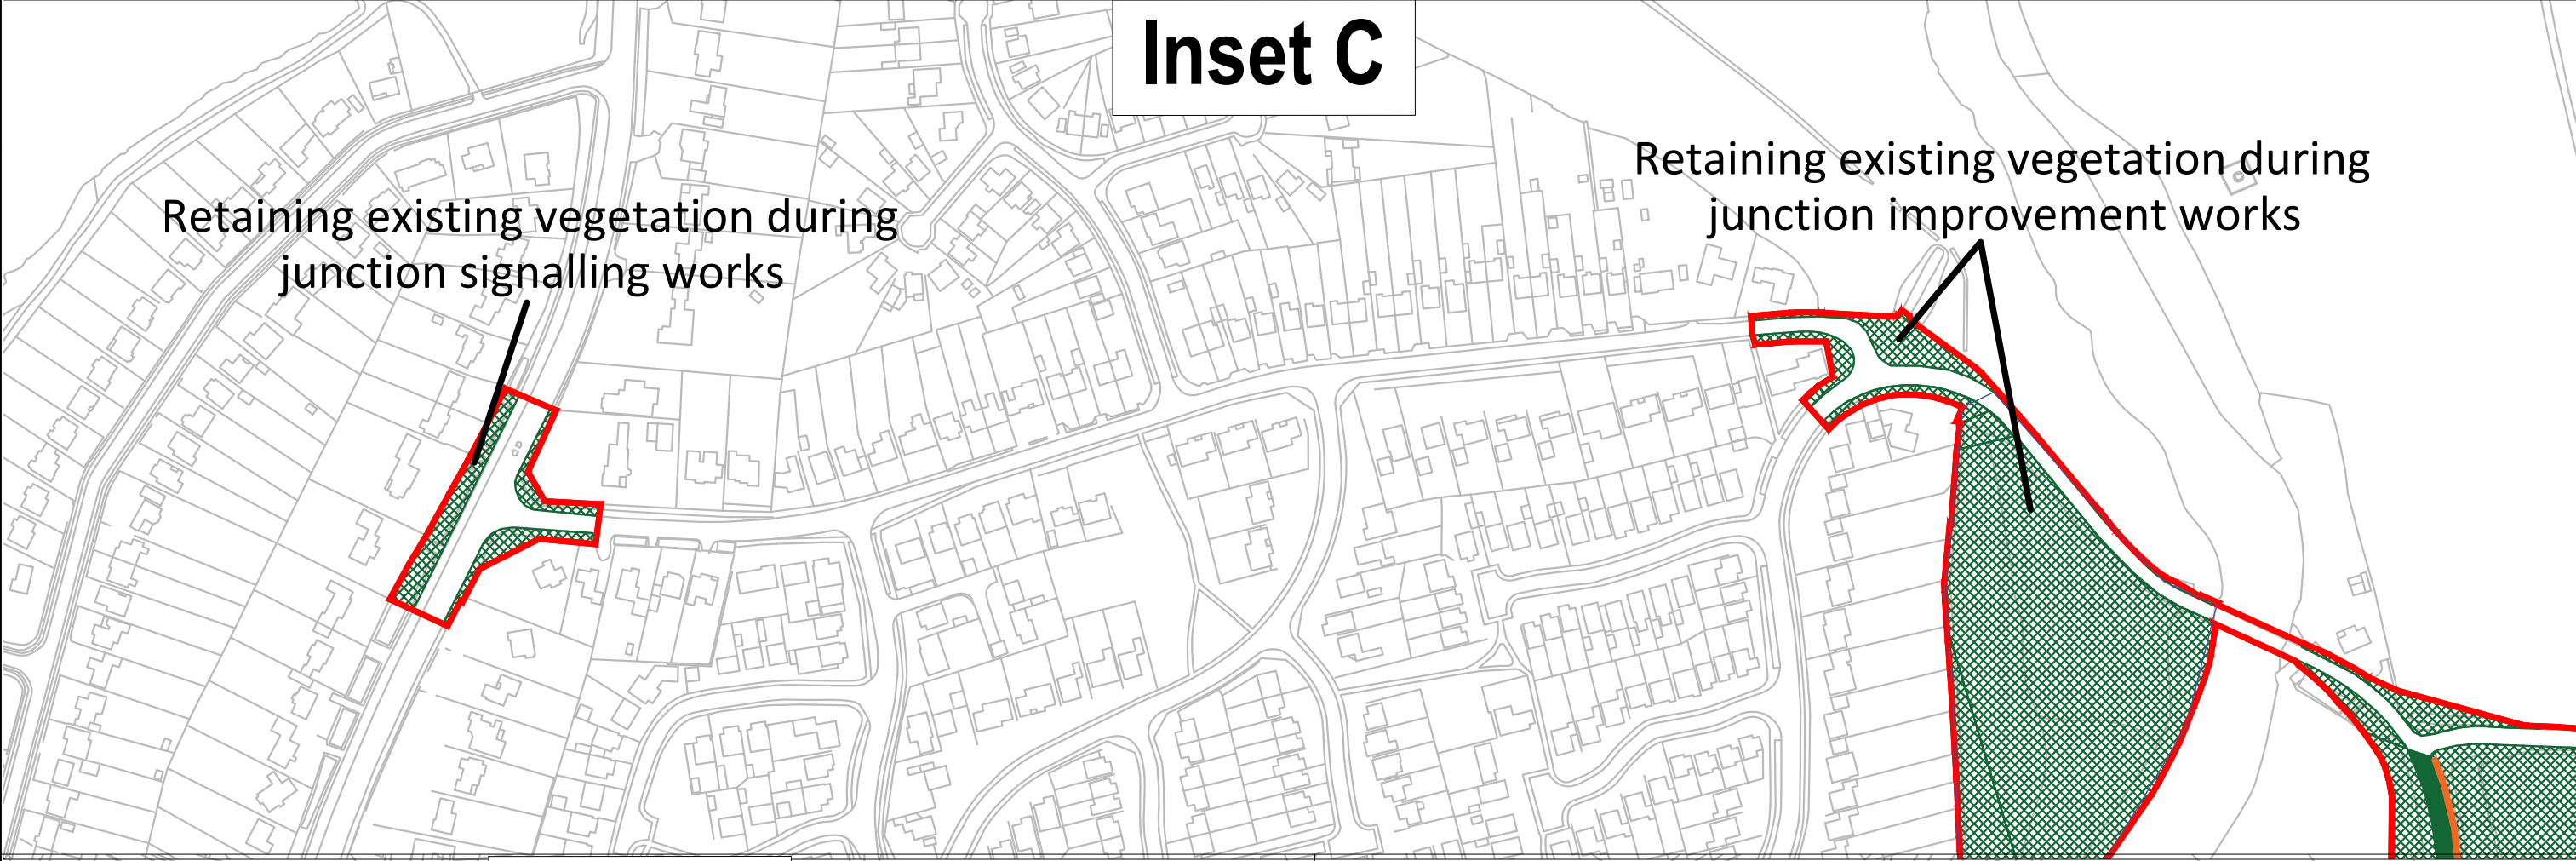 Inset C
Retaining existing vegetation during
junction signalling works
Retaining existing vegetation during
junction improvement works